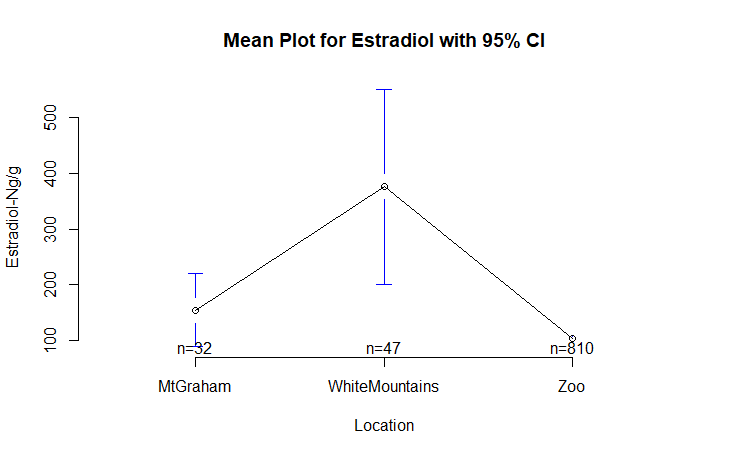 Mean Plot for Estradiol with 95% CI
Estradiol-Ng/g
500
400
300
200
100
n=32
n=47
n=810
MtGraham
WhiteMountains
Zoo
Location